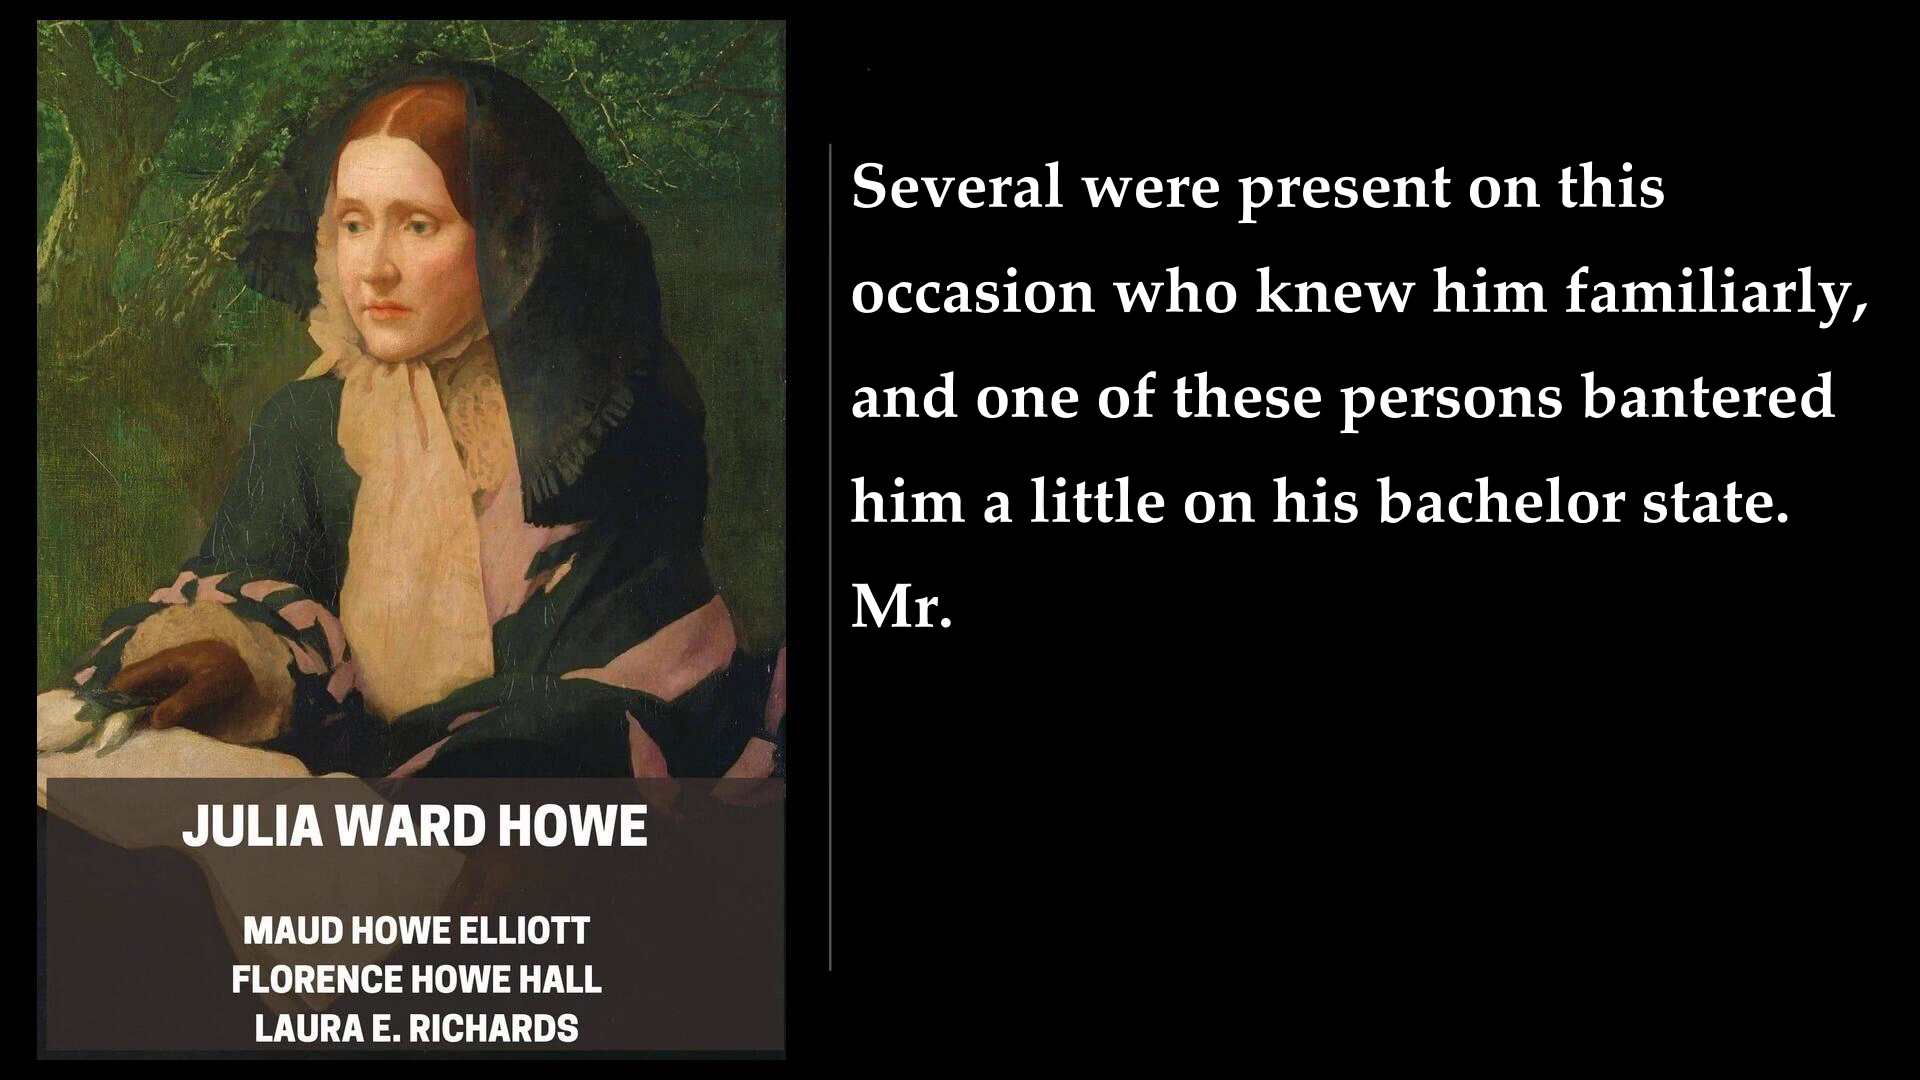 JULIA WARD HOWE
MAUD HOWE ELLIOTT
FLORENCE HOWE HALL
LAURA E. RICHARDS
Several were present on this
occasion who knew him familiarly,
and one of these persons bantered
him a little on his bachelor state.
Mr.